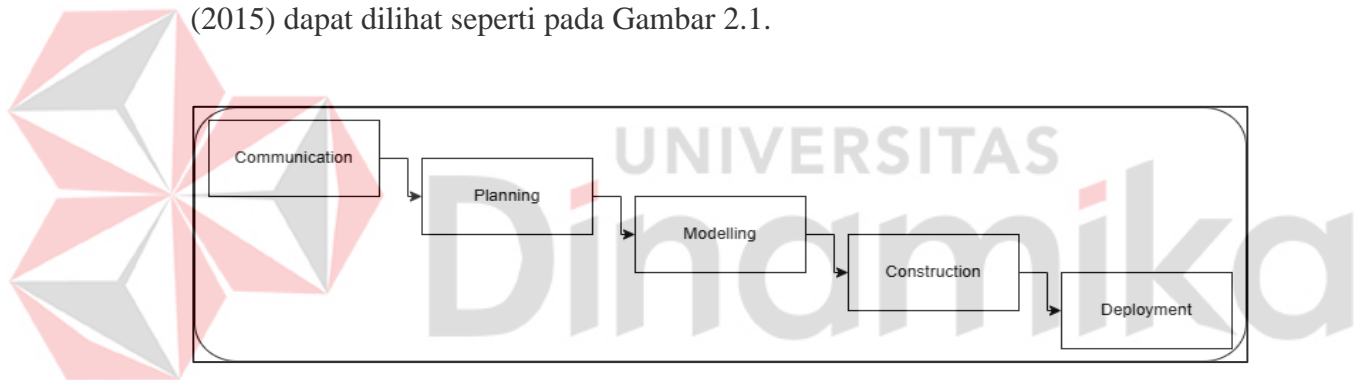 (2015) dapat dilihat seperti pada Gambar 2.1.
UNIVERSITAS
Dinamika
Communication
Planning
Modelling
Construction
Deployment